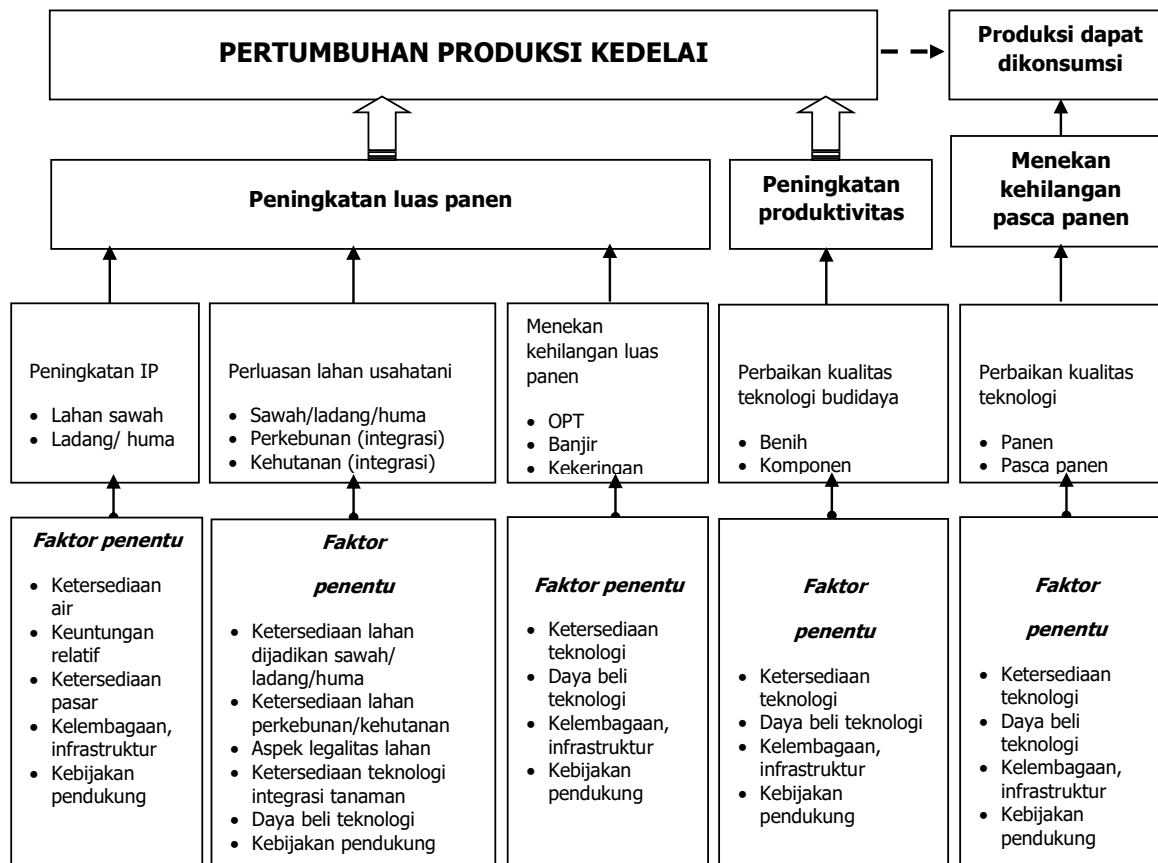 PERTUMBUHAN PRODUKSI KEDELAI
Produksi dapat
dikonsumsi
Peningkatan luas panen
Peningkatan
produktivitas
Menekan
kehilangan
pasca panen
Peningkatan IP
• Lahan sawah
• Ladang/ huma
Perluasan lahan usahatani
• Sawah/ladang/huma
• Perkebunan (integrasi)
• Kehutanan (integrasi)
Menekan
kehilangan luas
panen
• OPT
• Banjir
• Kekeringan
Perbaikan kualitas
teknologi budidaya
• Benih
• Komponen
Perbaikan kualitas
teknologi
• Panen
• Pasca panen
Faktor penentu
• Ketersediaan
air
• Keuntungan
relatif
• Ketersediaan
pasar
• Kelembagaan,
infrastruktur
• Kebijakan
pendukung
Faktor
penentu
• Ketersediaan lahan
dijadikan sawah/
ladang/huma
• Ketersediaan lahan
perkebunan/kehutanan
• Aspek legalitas lahan
• Ketersediaan teknologi
integrasi tanaman
• Daya beli teknologi
• Kebijakan pendukung
Faktor penentu
• Ketersediaan
teknologi
• Daya beli
teknologi
• Kelembagaan,
infrastruktur
• Kebijakan
pendukung
Faktor
penentu
• Ketersediaan
teknologi
• Daya beli teknologi
• Kelembagaan,
infrastruktur
• Kebijakan
pendukung
Faktor
penentu
• Ketersediaan
teknologi
• Daya beli
teknologi
• Kelembagaan,
infrastruktur
• Kebijakan
pendukung